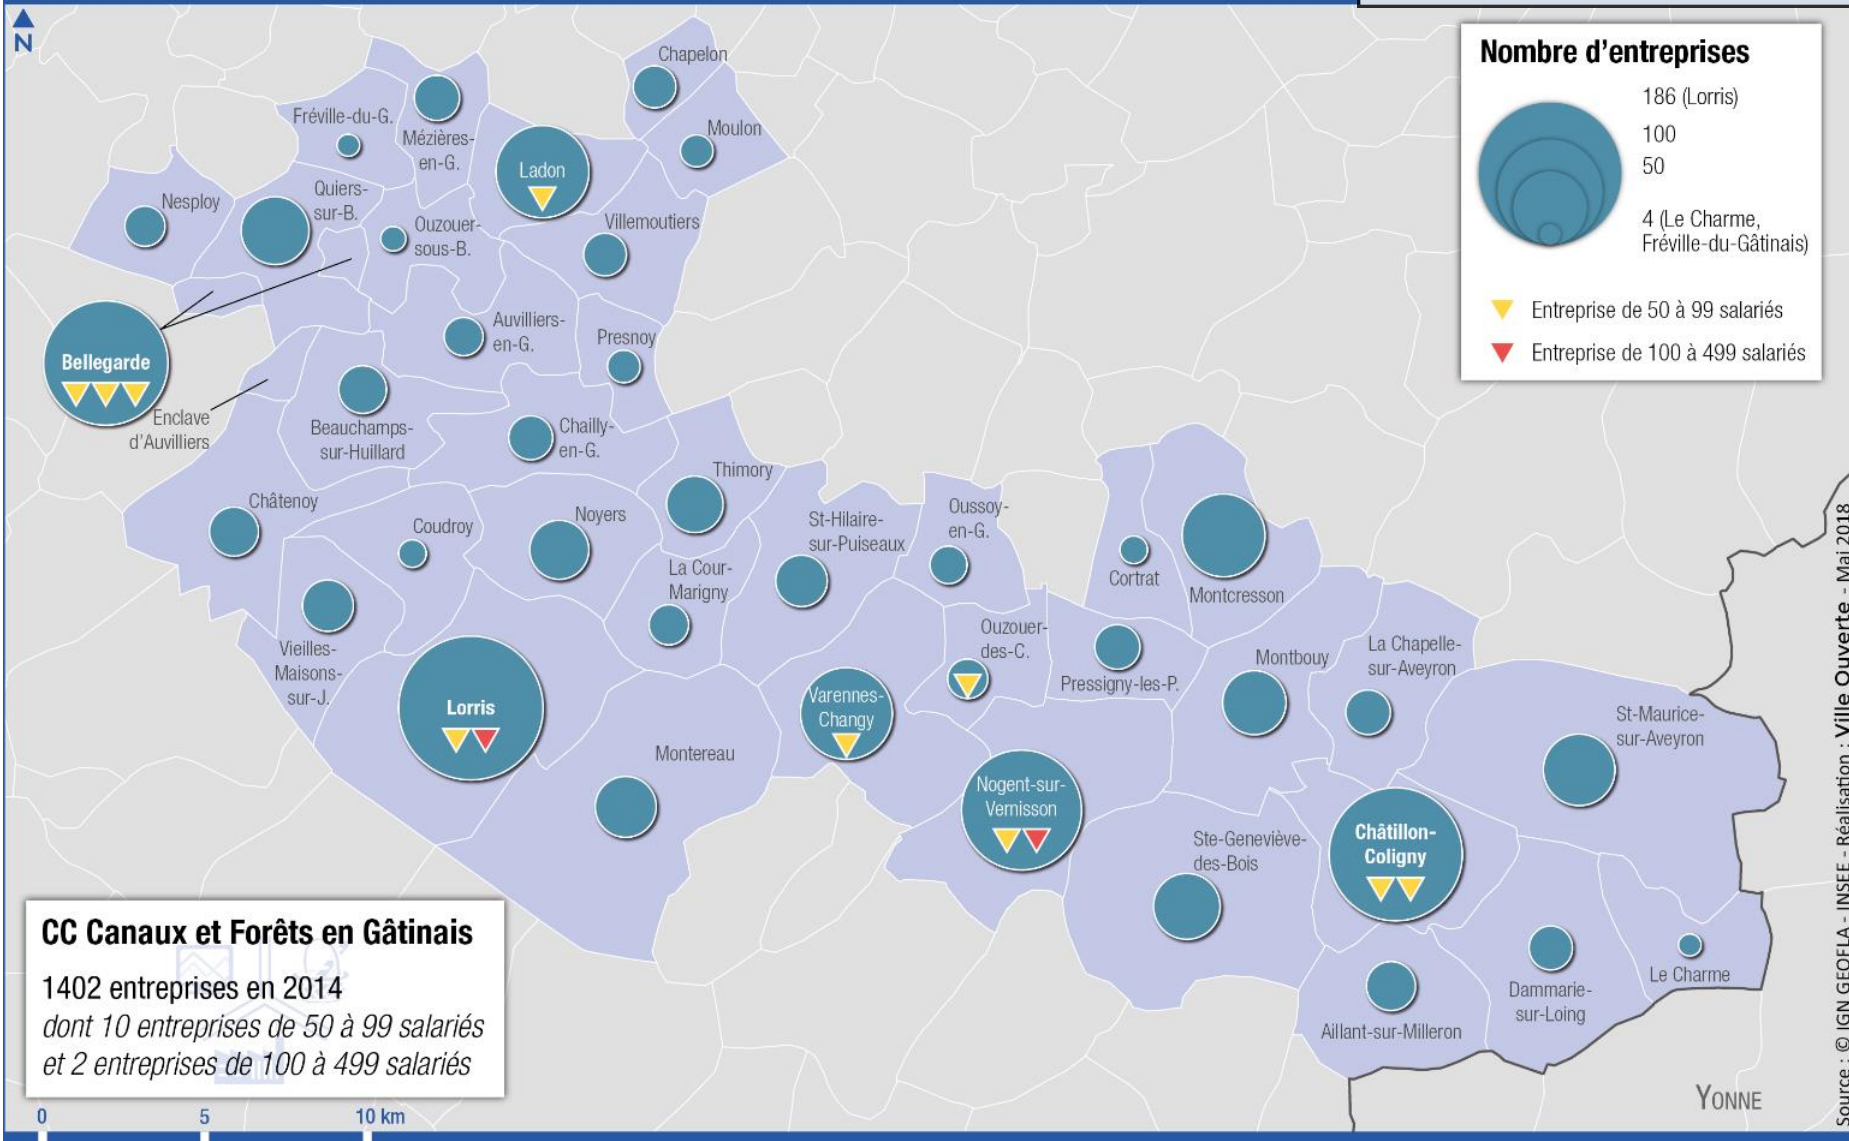 N
Chapelon
Fréville-du-G.
Mézières-
en-G.
Moulon
Ladon
Nesploy
Quiers-
sur-B.
Ouzouer-
sous-B.
Villemoutiers
Bellegarde
Auvilliers-
en-G.
Presnoy
Enclave
d'Auvilliers
Beauchamps-
sur-Huillard
Chailly-
en-G.
Thimory
Châtenoy
Coudroy
Noyers
St-Hilaire-
sur-Puiseaux
Oussoy-
en-G.
La Cour-
Marigny
Cortrat
Montcresson
Vieilles-
Maisons-
sur-J.
Ouzouer-
des-C.
Pressigny-les-P.
Montbouy
La Chapelle-
sur-Aveyron
Lorris
Varennes-
Changy
St-Maurice-
sur-Aveyron
Montereau
Nogent-sur-
Vernisson
Ste-Geneviève-
des-Bois
Châtillon-
Coligny
Aillant-sur-Milleron
Dammarie-
sur-Loing
Le Charme
YONNE
Nombre d'entreprises
186 (Lorris)
100
50
4 (Le Charme,
Fréville-du-Gâtinais)
Entreprise de 50 à 99 salariés
Entreprise de 100 à 499 salariés
CC Canaux et Forêts en Gâtinais
1402 entreprises en 2014
dont 10 entreprises de 50 à 99 salariés
et 2 entreprises de 100 à 499 salariés
0 5 10 km
Source : © IGN GEOFLA - INSEE - Réalisation : Ville Ouverte - Mai 2018